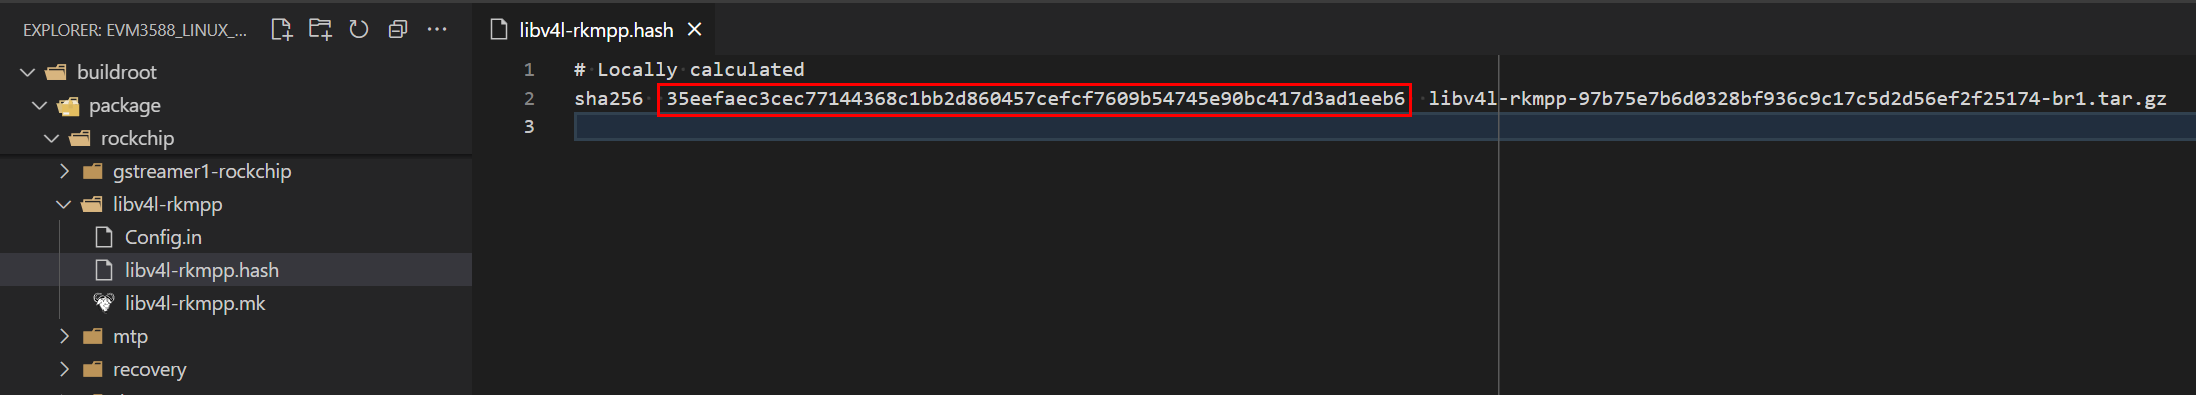 EXPLORER: EVM3588_LINUX_...
buildroot
package
rockchip
gstreamer1-rockchip
libv4l-rkmpp
Config.in
libv4l-rkmpp.hash
libv4l-rkmpp.mk
mtp
recovery
libv4l-rkmpp.hash
1 # Locally calculated
2 sha256 35eefaec3cec77144368c1bb2d860457cefcf7609b54745e90bc417d3ad1eeb6 libv4l-rkmpp-97b75e7b6d0328bf936c9c17c5d2d56ef2f25174-br1.tar.gz
3